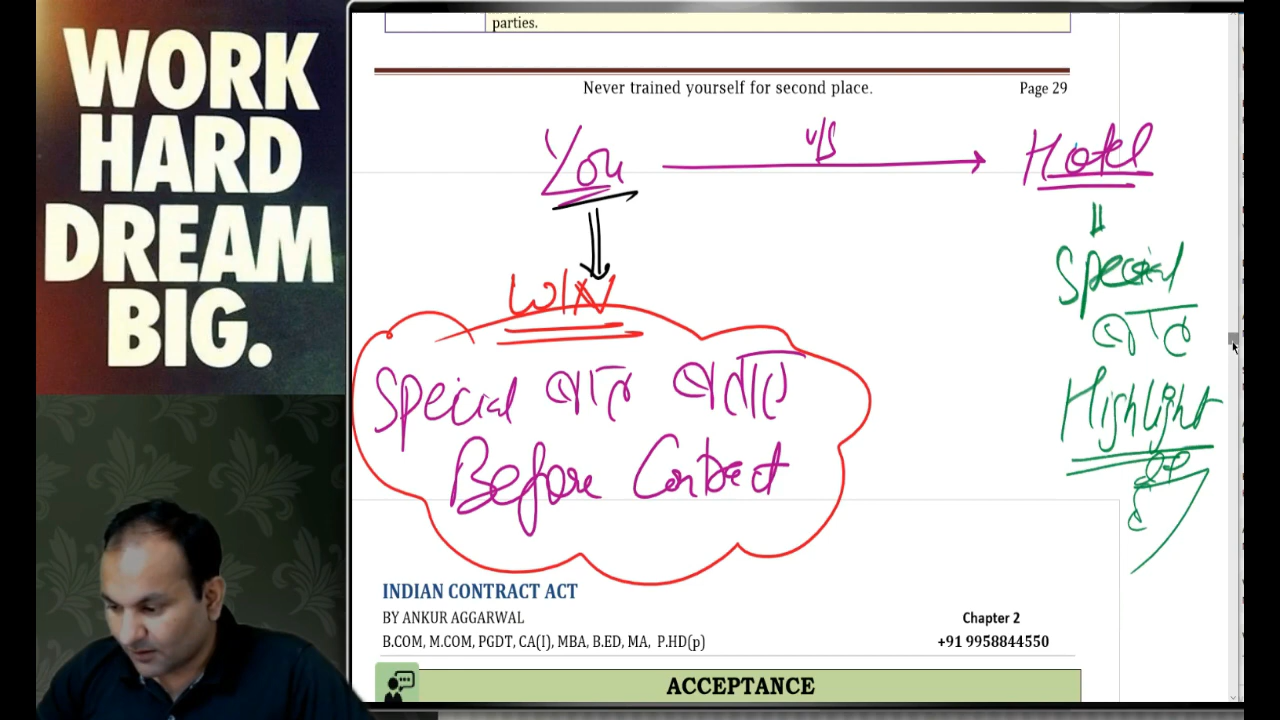 WORK
HARD
DREAM
BIG.
parties.
Never trained yourself for second place. Page 29
You v/s Hotel
WIN
Special बात बताए
Before Contract
Special
बात
Highlight
INDIAN CONTRACT ACT
BY ANKUR AGGARWAL Chapter 2
B.COM, M.COM, PGDT, CA(I), MBA, B.ED, MA, P.HD(p) +91 9958844550
ACCEPTANCE